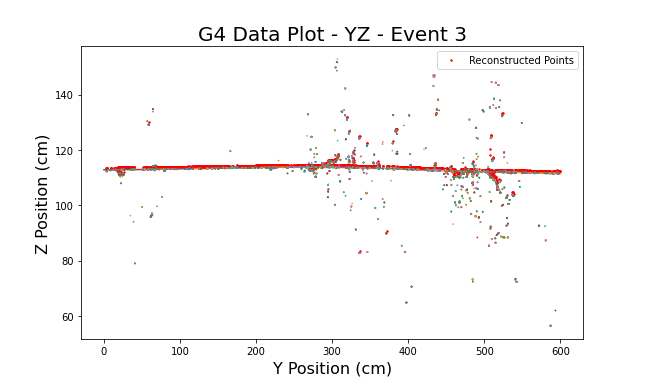 G4 Data Plot - YZ - Event 3
Reconstructed Points
Z Position (cm)
140
120
100
80
60
0 100 200 300 400 500 600
Y Position (cm)